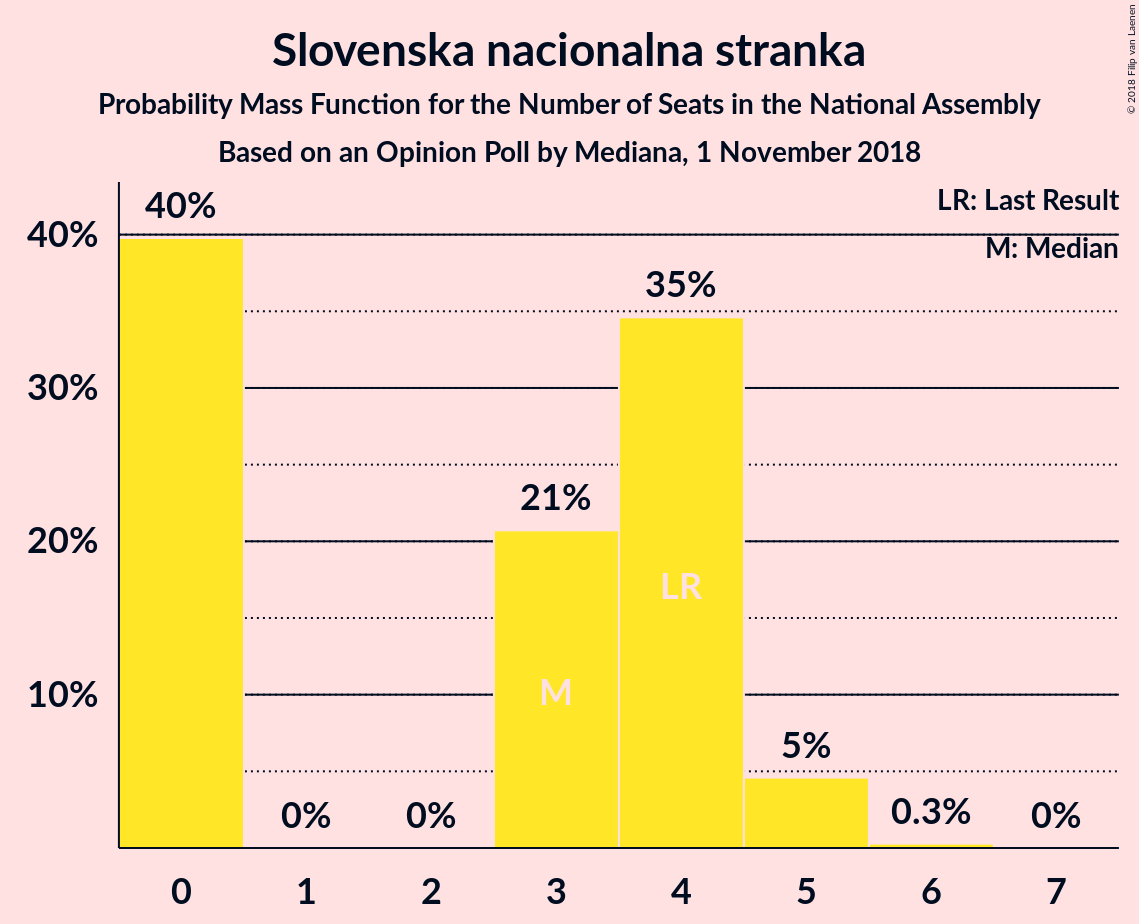 Slovenska nacionalna stranka
Probability Mass Function for the Number of Seats in the National Assembly
Based on an Opinion Poll by Mediana, 1 November 2018
© 2018 Filip van Laenen
LR: Last Result
M: Median
40%
30%
20%
10%
40%
0%
0%
21%
35%
5%
0.3%
0%
M
LR
0 1 2 3 4 5 6 7